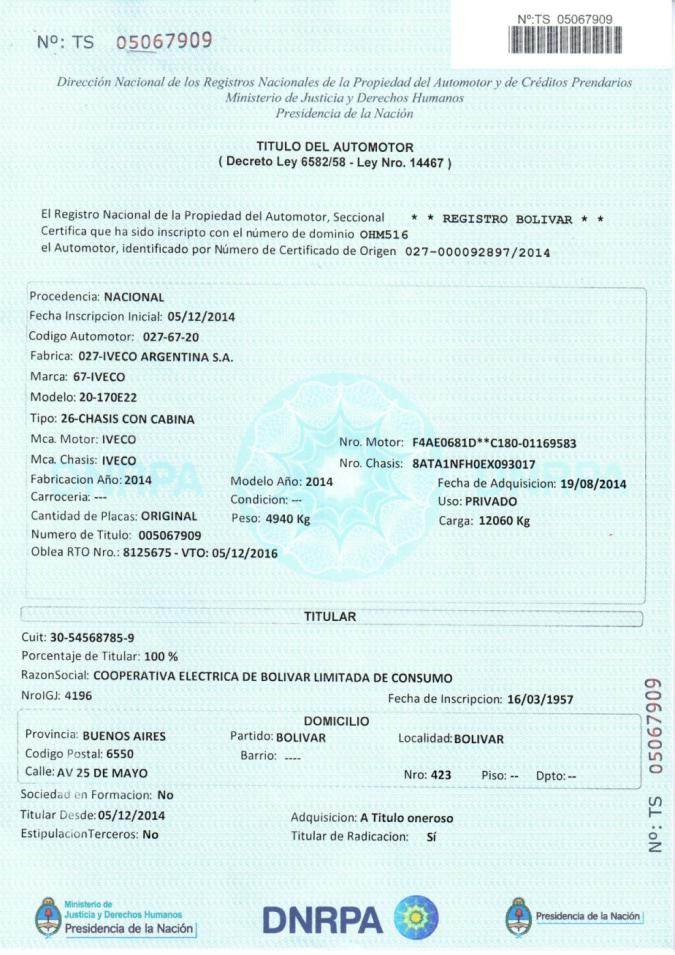 Nº: TS 05067909
Nº:TS 05067909
Dirección Nacional de los Registros Nacionales de la Propiedad del Automotor y de Créditos Prendarios
Ministerio de Justicia y Derechos Humanos
Presidencia de la Nación
TITULO DEL AUTOMOTOR
( Decreto Ley 6582/58 - Ley Nro. 14467 )
El Registro Nacional de la Propiedad del Automotor, Seccional * * REGISTRO BOLIVAR * *
Certifica que ha sido inscripto con el número de dominio OHM516
el Automotor, identificado por Número de Certificado de Origen 027-000092897/2014
Procedencia: NACIONAL
Fecha Inscripcion Inicial: 05/12/2014
Codigo Automotor: 027-67-20
Fabrica: 027-IVECO ARGENTINA S.A.
Marca: 67-IVECO
Modelo: 20-170E22
Tipo: 26-CHASIS CON CABINA
Mca. Motor: IVECO Nro. Motor: F4AE0681D**C180-01169583
Mca. Chasis: IVECO Nro. Chasis: 8ATA1NFH0EX093017
Fabricacion Año: 2014 Modelo Año: 2014 Fecha de Adquisicion: 19/08/2014
Carroceria: --- Condicion: --- Uso: PRIVADO
Cantidad de Placas: ORIGINAL Peso: 4940 Kg Carga: 12060 Kg
Numero de Titulo: 005067909
Oblea RTO Nro.: 8125675 - VTO: 05/12/2016
DNRPA
DNRPA
TITULAR
Cuit: 30-54568785-9
Porcentaje de Titular: 100 %
RazonSocial: COOPERATIVA ELECTRICA DE BOLIVAR LIMITADA DE CONSUMO
NroIGJ: 4196 Fecha de Inscripcion: 16/03/1957
DOMICILIO
Provincia: BUENOS AIRES Partido: BOLIVAR Localidad: BOLIVAR
Codigo Postal: 6550 Barrio: ----
Calle: AV 25 DE MAYO Nro: 423 Piso: -- Dpto: --
Sociedad en Formacion: No
Titular Desde: 05/12/2014 Adquisicion: A Titulo oneroso
EstipulacionTerceros: No Titular de Radicacion: Sí
Nº: TS 05067909
Ministerio de
Justicia y Derechos Humanos
Presidencia de la Nación
DNRPA
Presidencia de la Nación